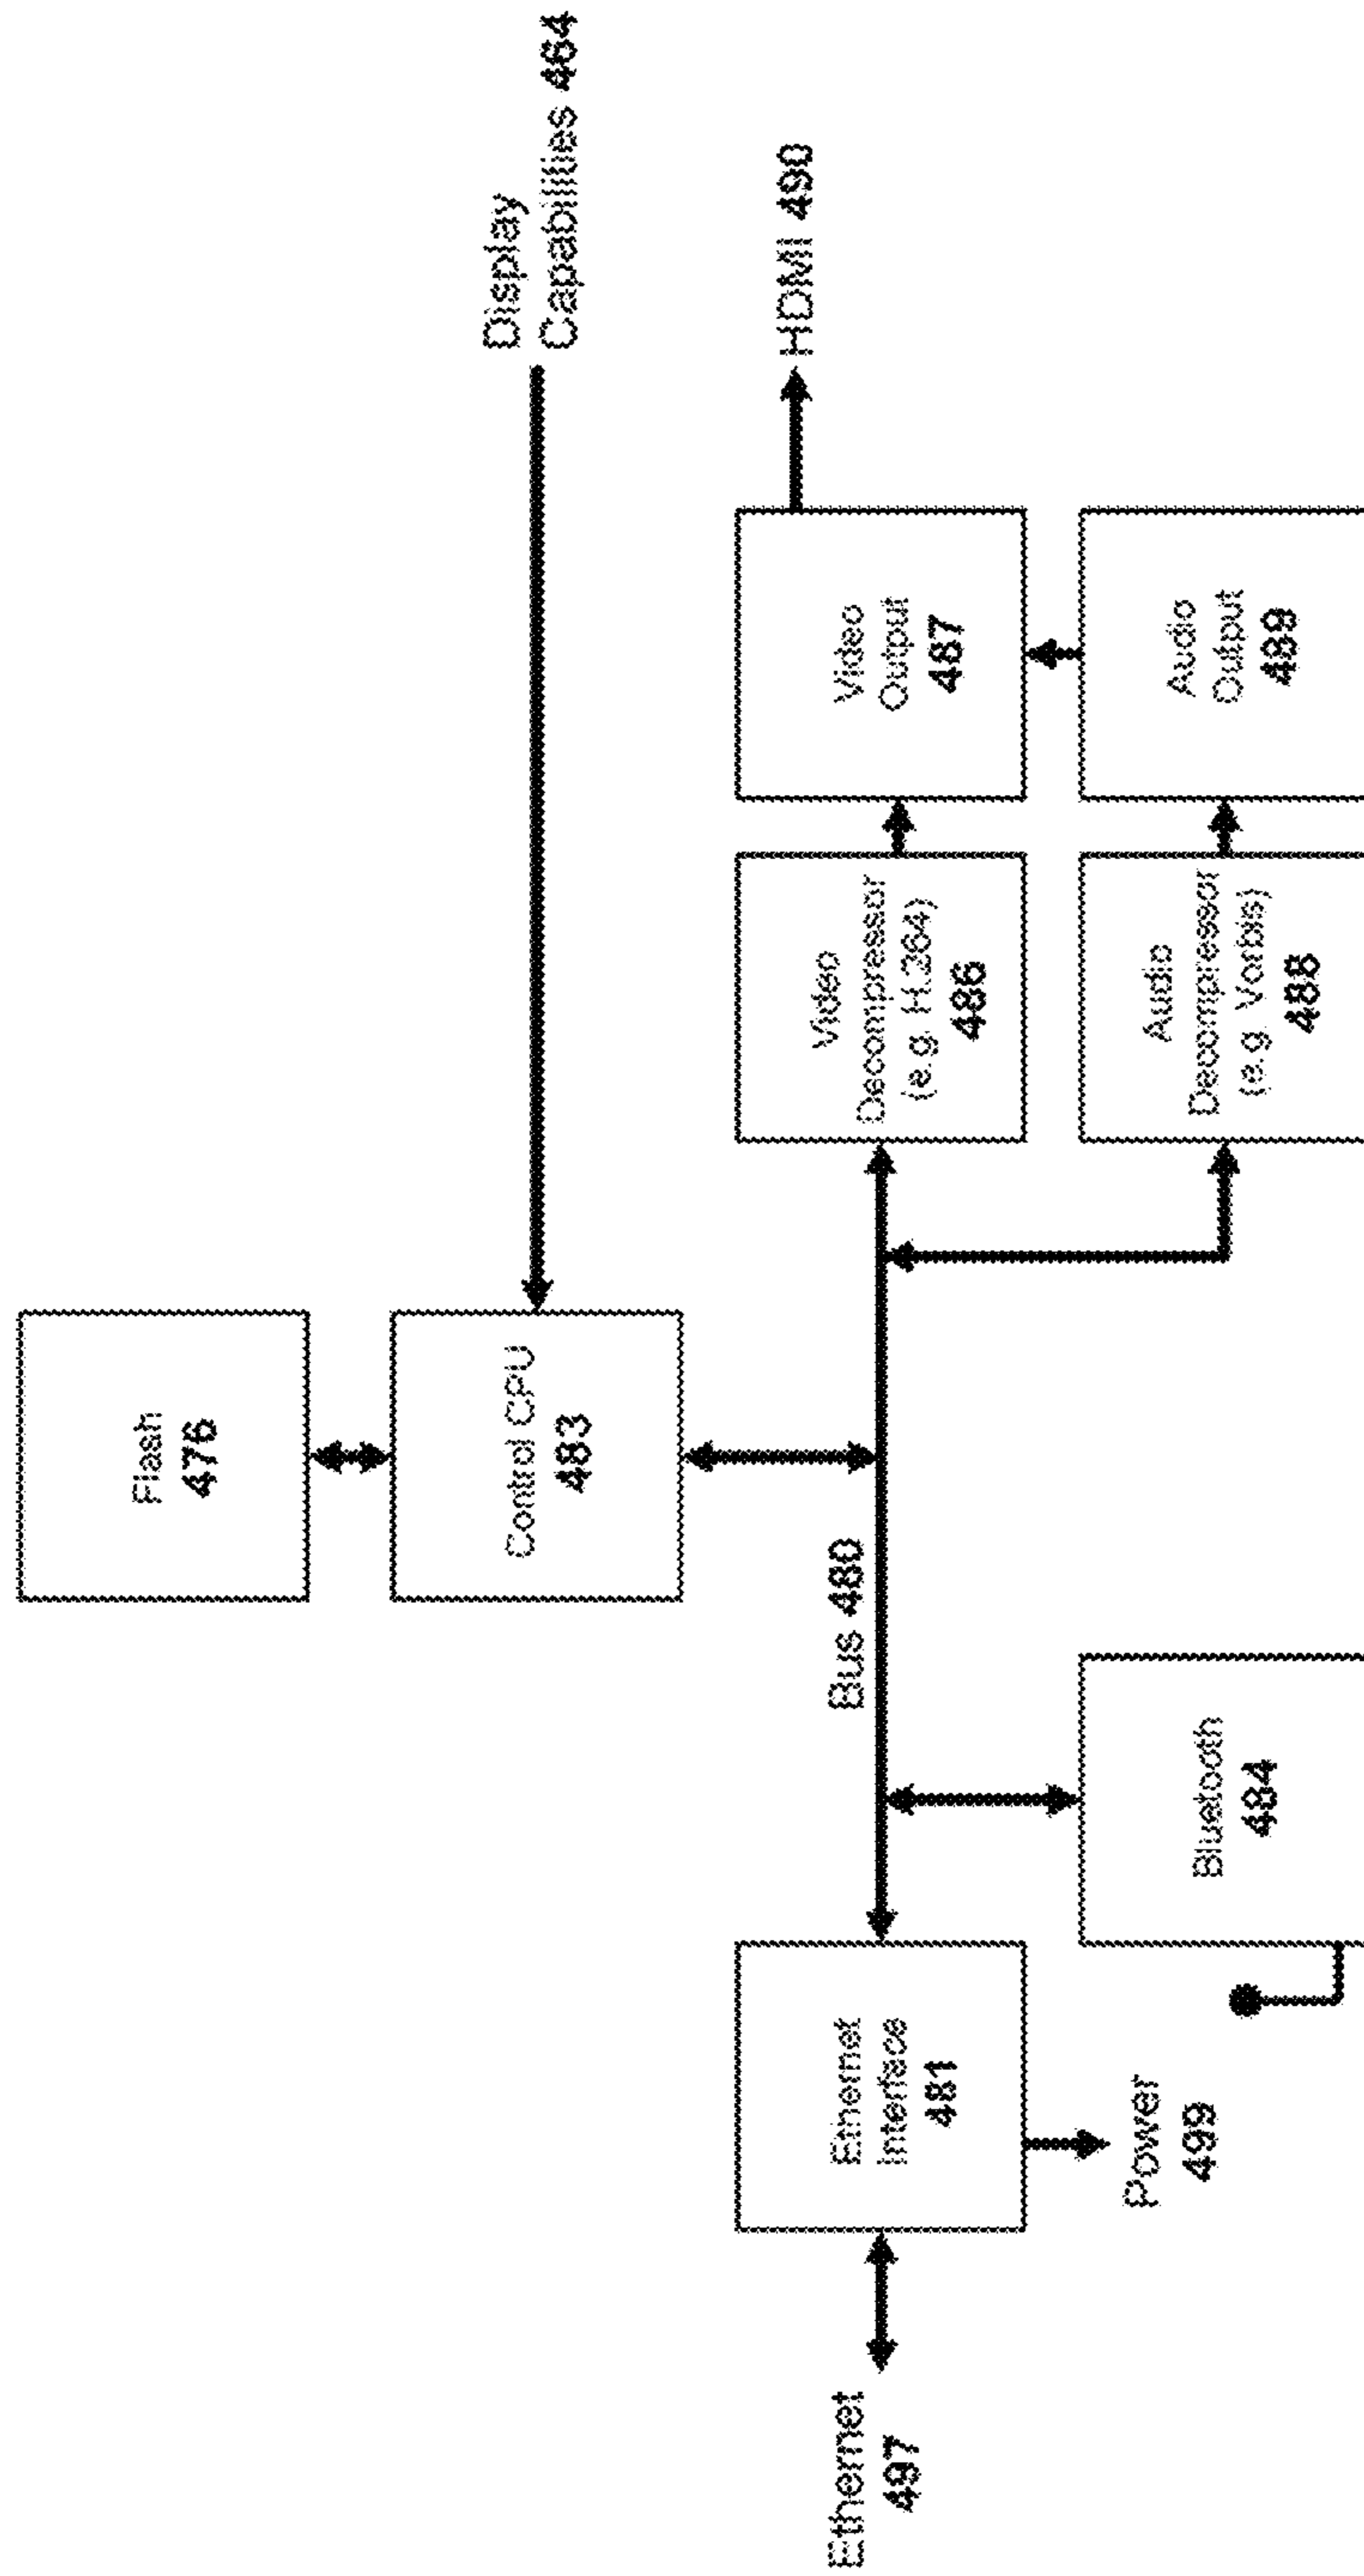 Flash
476
Control CPU
483
Display
Capabilities 464
HDMI 490
Bus 480
Ethernet
497
Ethernet
Interface
481
Power
499
Bluetooth
484
Video
Decompressor
(e.g. H.264)
486
Video
Output
487
Audio
Decompressor
(e.g. Vorbis)
488
Audio
Output
489